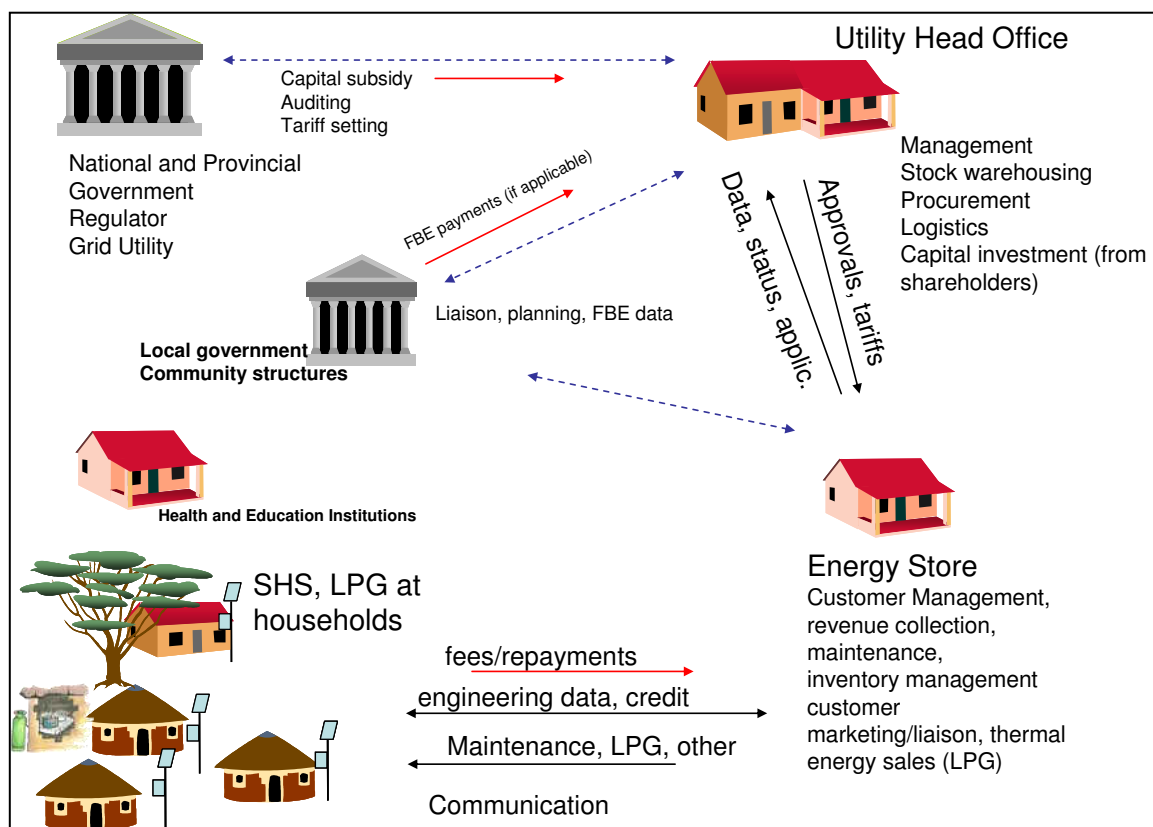 Utility Head Office
Capital subsidy
Auditing
Tariff setting
National and Provincial
Government
Regulator
Grid Utility
Management
Stock warehousing
Procurement
Logistics
Capital investment (from
shareholders)
FBE payments (if applicable)
Data, status, applic.
Approvals, tariffs
Liaison, planning, FBE data
Local government
Community structures
Health and Education Institutions
SHS, LPG at
households
Energy Store
Customer Management,
revenue collection,
maintenance,
inventory management
customer
marketing/liaison, thermal
energy sales (LPG)
fees/repayments
engineering data, credit
Maintenance, LPG, other
Communication